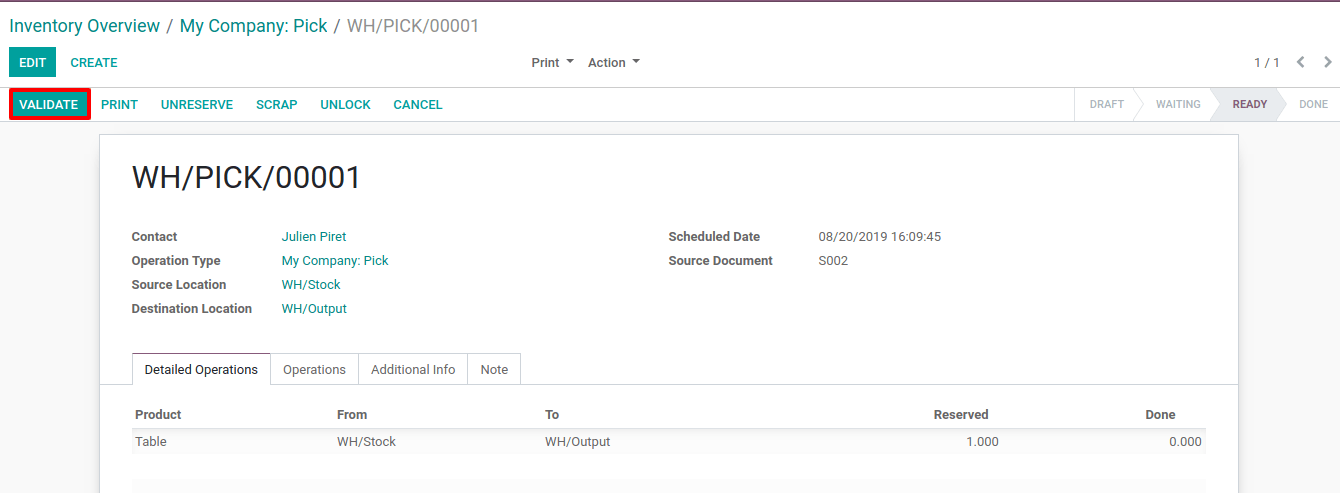 Inventory Overview / My Company: Pick / WH/PICK/00001
EDIT CREATE Print Action 1 / 1
VALIDATE PRINT UNRESERVE SCRAP UNLOCK CANCEL DRAFT WAITING READY DONE
WH/PICK/00001
Contact Julien Piret Scheduled Date 08/20/2019 16:09:45
Operation Type My Company: Pick Source Document S002
Source Location WH/Stock
Destination Location WH/Output
Detailed Operations Operations Additional Info Note
Product From To Reserved Done
Table WH/Stock WH/Output 1.000 0.000